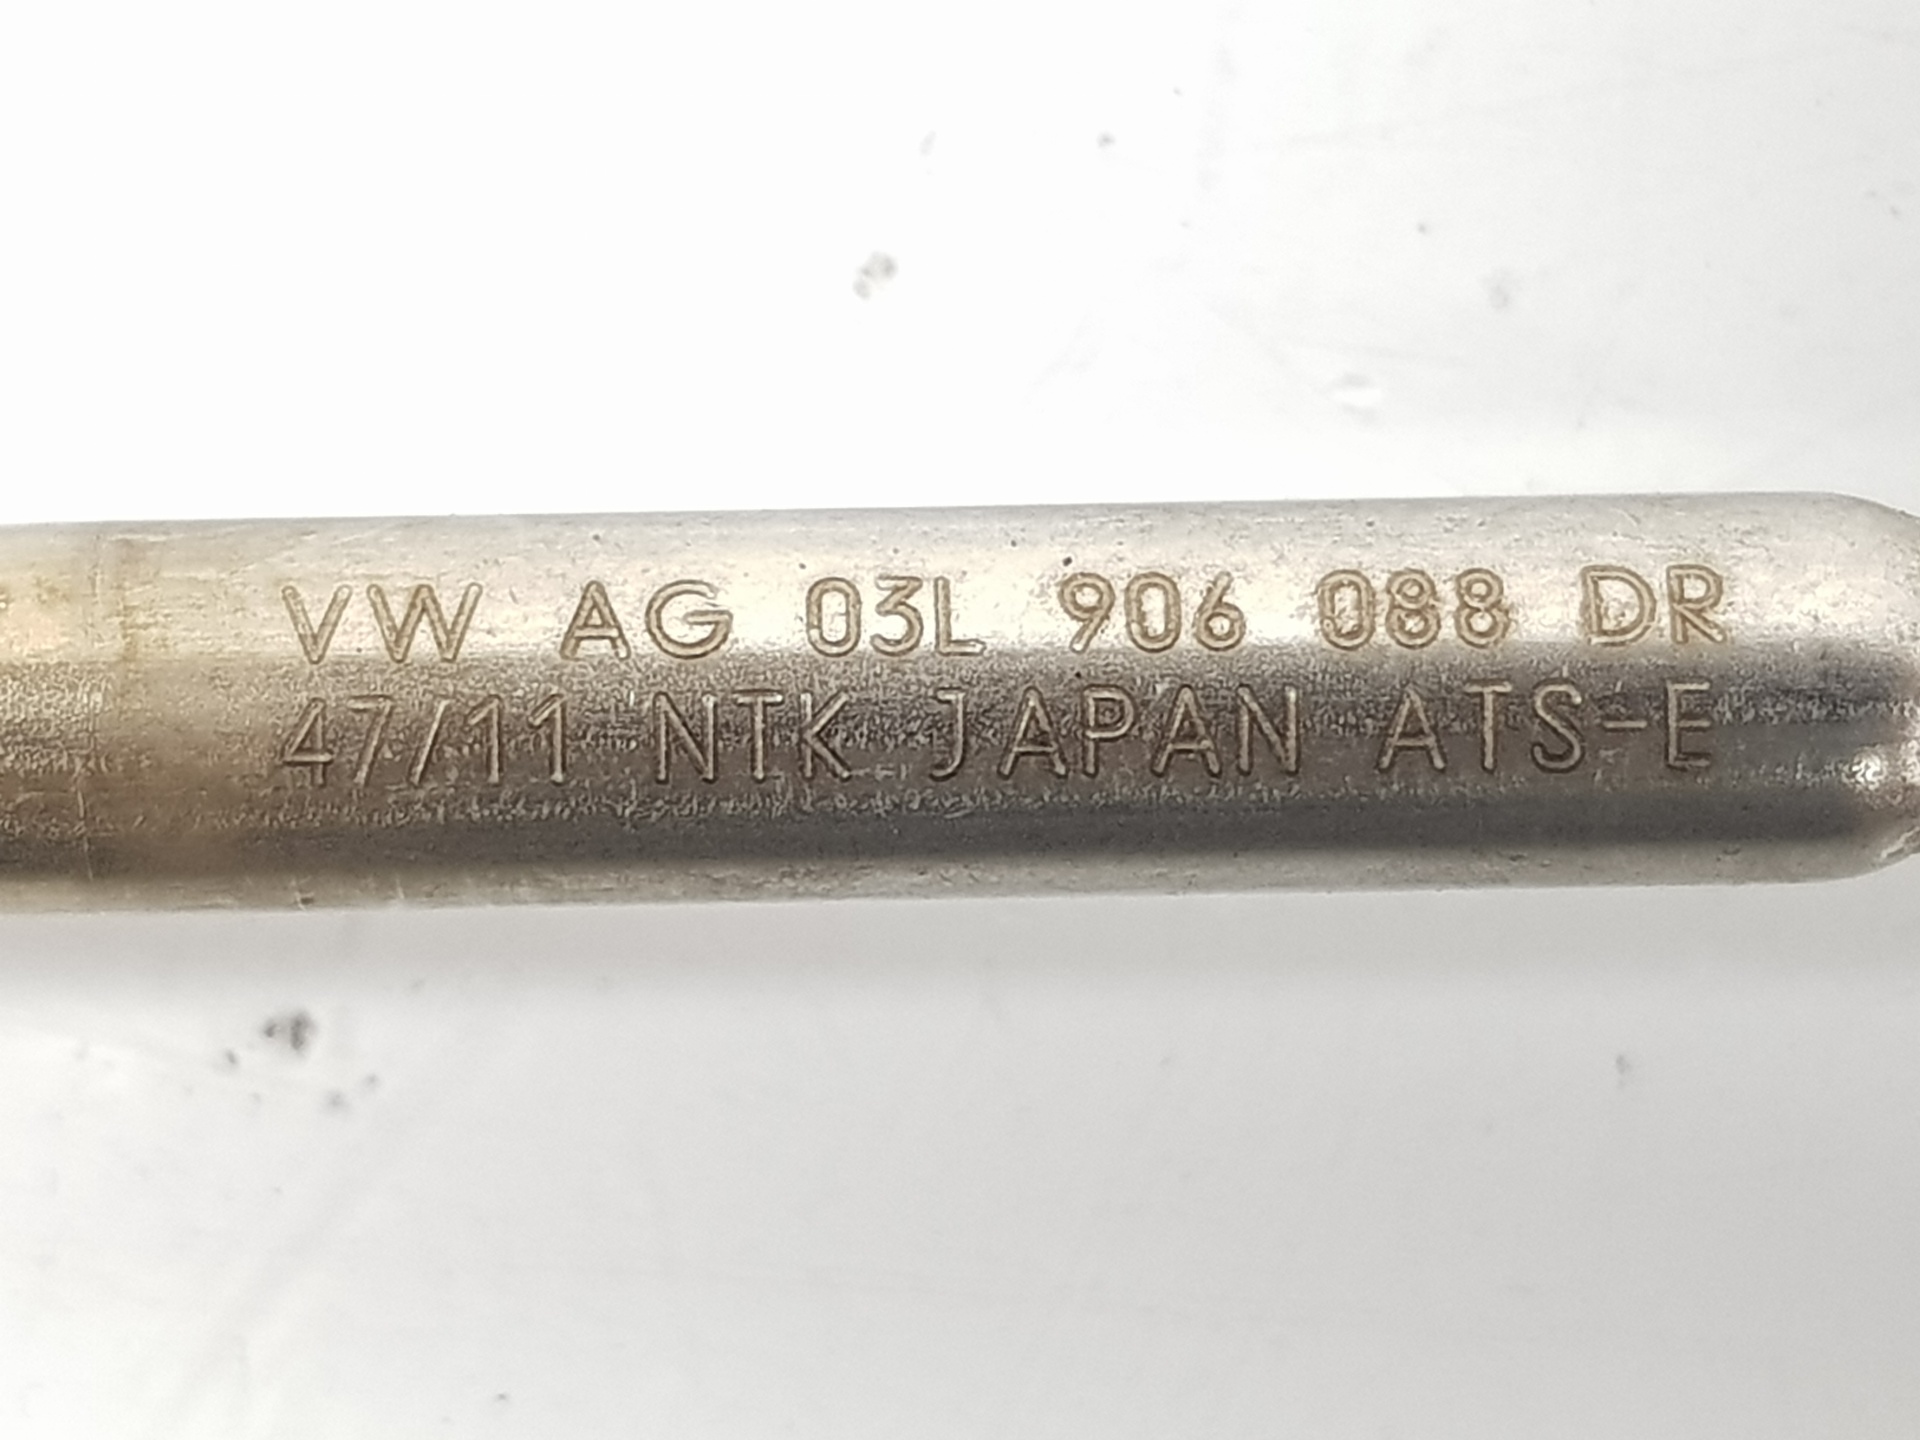 VW AG 03L 906 088 DR
47/11 NTK JAPAN ATS-E